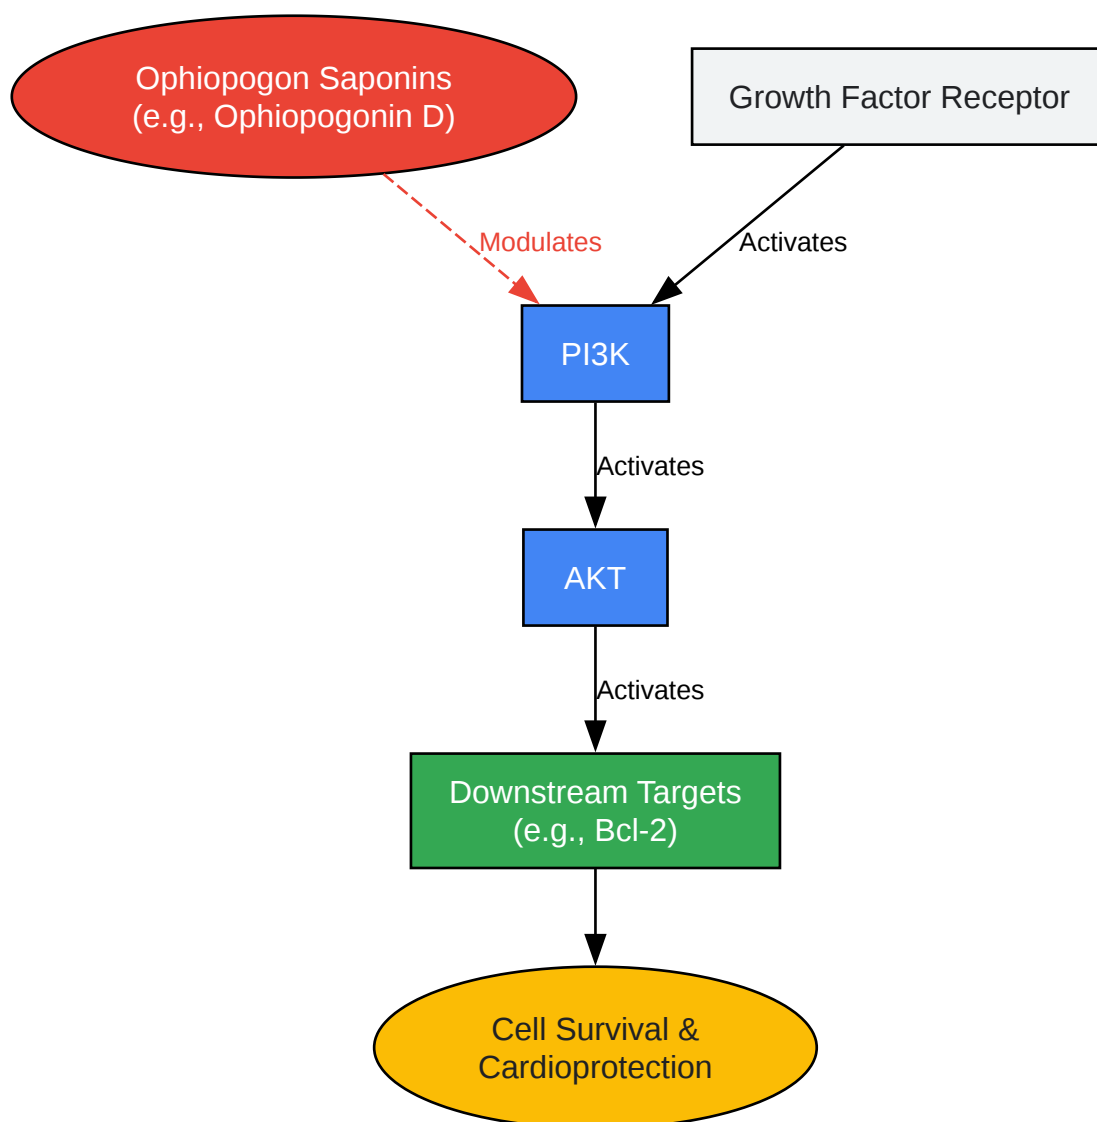 Ophiopogon Saponins
(e.g., Ophiopogonin D)
Growth Factor Receptor
Modulates
Activates
PI3K
Activates
AKT
Activates
Downstream Targets
(e.g., Bcl-2)
Cell Survival &
Cardioprotection